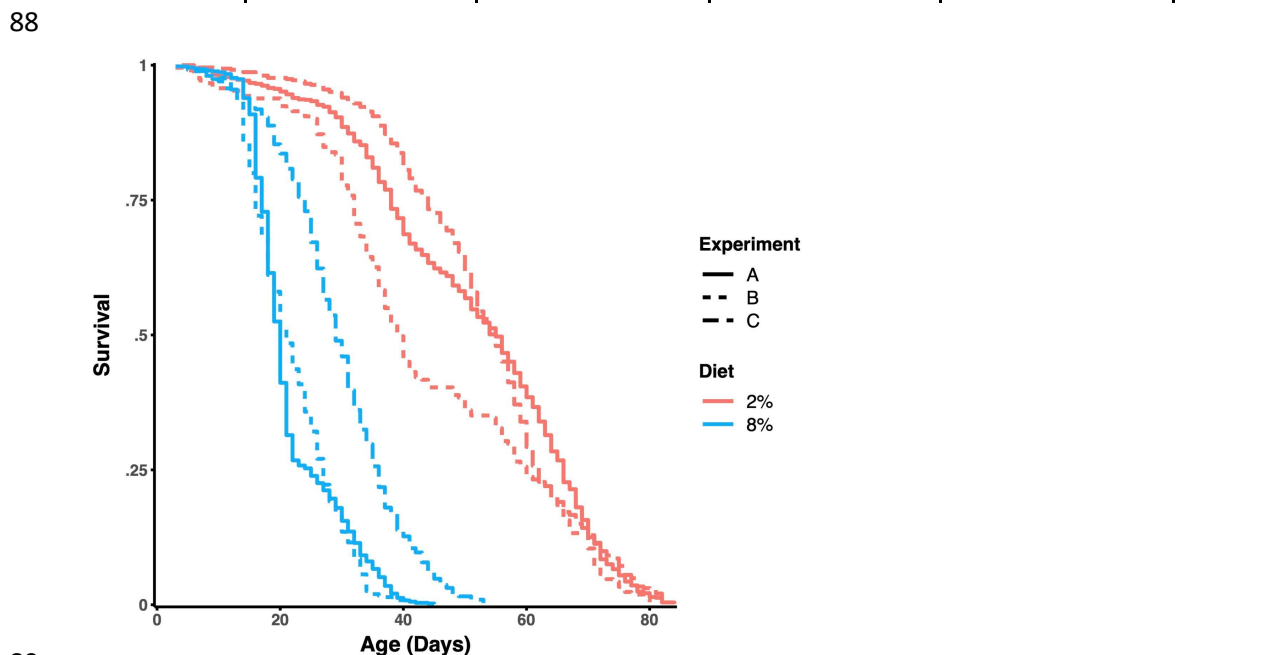 88
1
.75
.5
.25
0
0 20 40 60 80
Survival
Age (Days)
Experiment
A
B
C
Diet
2%
8%